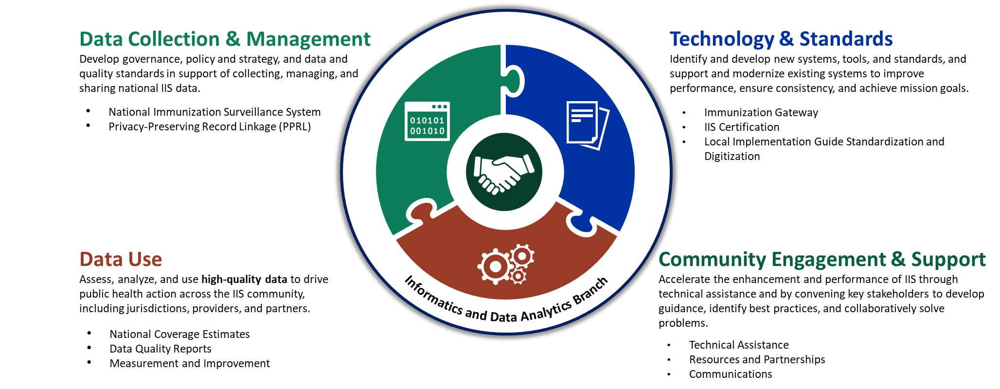 Data Collection & Management
Develop governance, policy and strategy, and data and
quality standards in support of collecting, managing, and
sharing national IIS data.
• National Immunization Surveillance System
• Privacy-Preserving Record Linkage (PPRL)
Technology & Standards
Identify and develop new systems, tools, and standards, and
support and modernize existing systems to improve
performance, ensure consistency, and achieve mission goals.
• Immunization Gateway
• IIS Certification
• Local Implementation Guide Standardization and
Digitization
010101
001010
Informatics and Data Analytics Branch
Data Use
Assess, analyze, and use high-quality data to drive
public health action across the IIS community,
including jurisdictions, providers, and partners.
• National Coverage Estimates
• Data Quality Reports
• Measurement and Improvement
Community Engagement & Support
Accelerate the enhancement and performance of IIS through
technical assistance and by convening key stakeholders to develop
guidance, identify best practices, and collaboratively solve
problems.
• Technical Assistance
• Resources and Partnerships
• Communications